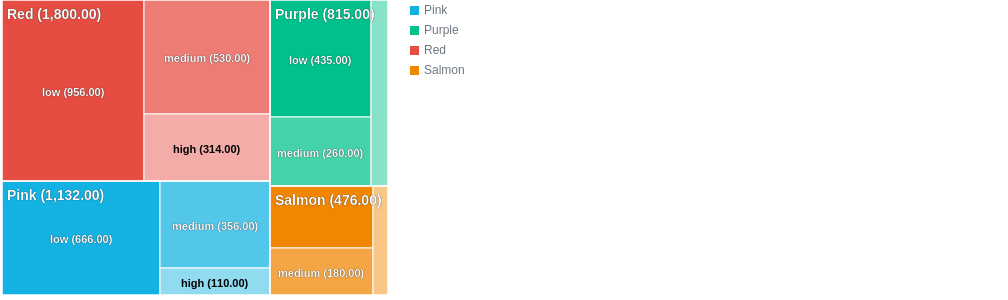 Red (1,800.00)
low (956.00)
medium (530.00)
high (314.00)
Purple (815.00)
low (435.00)
medium (260.00)
Pink (1,132.00)
low (666.00)
medium (356.00)
high (110.00)
Salmon (476.00)
medium (180.00)
Pink
Purple
Red
Salmon